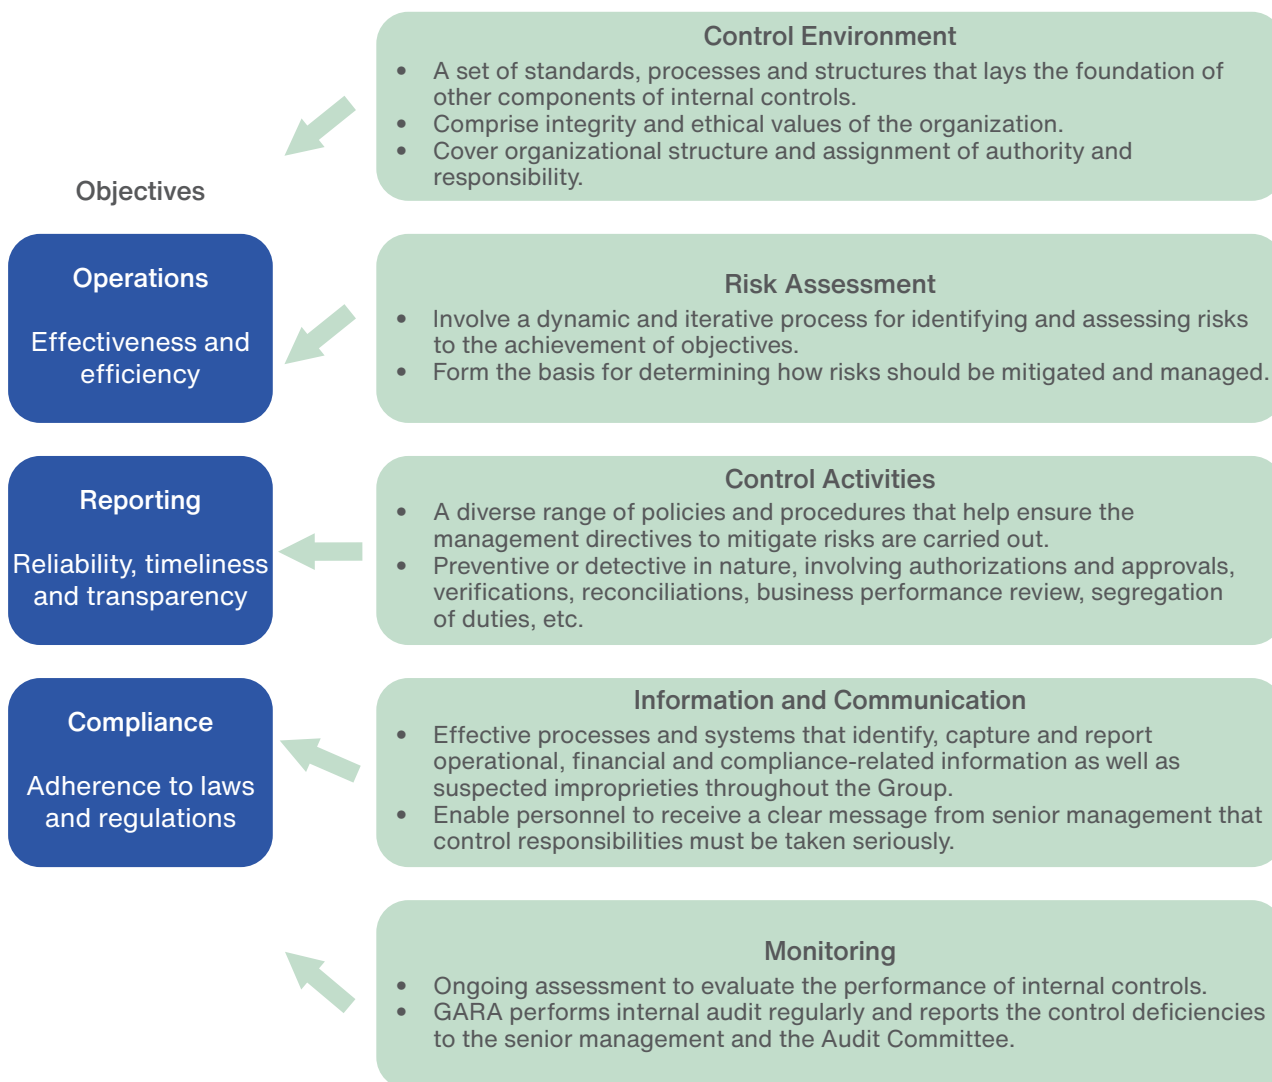 Objectives
Operations
Effectiveness and
efficiency
Reporting
Reliability, timeliness
and transparency
Compliance
Adherence to laws
and regulations
Control Environment
• A set of standards, processes and structures that lays the foundation of
other components of internal controls.
• Comprise integrity and ethical values of the organization.
• Cover organizational structure and assignment of authority and
responsibility.
Risk Assessment
• Involve a dynamic and iterative process for identifying and assessing risks
to the achievement of objectives.
• Form the basis for determining how risks should be mitigated and managed.
Control Activities
• A diverse range of policies and procedures that help ensure the
management directives to mitigate risks are carried out.
• Preventive or detective in nature, involving authorizations and approvals,
verifications, reconciliations, business performance review, segregation
of duties, etc.
Information and Communication
• Effective processes and systems that identify, capture and report
operational, financial and compliance-related information as well as
suspected improprieties throughout the Group.
• Enable personnel to receive a clear message from senior management that
control responsibilities must be taken seriously.
Monitoring
• Ongoing assessment to evaluate the performance of internal controls.
• GARA performs internal audit regularly and reports the control deficiencies
to the senior management and the Audit Committee.